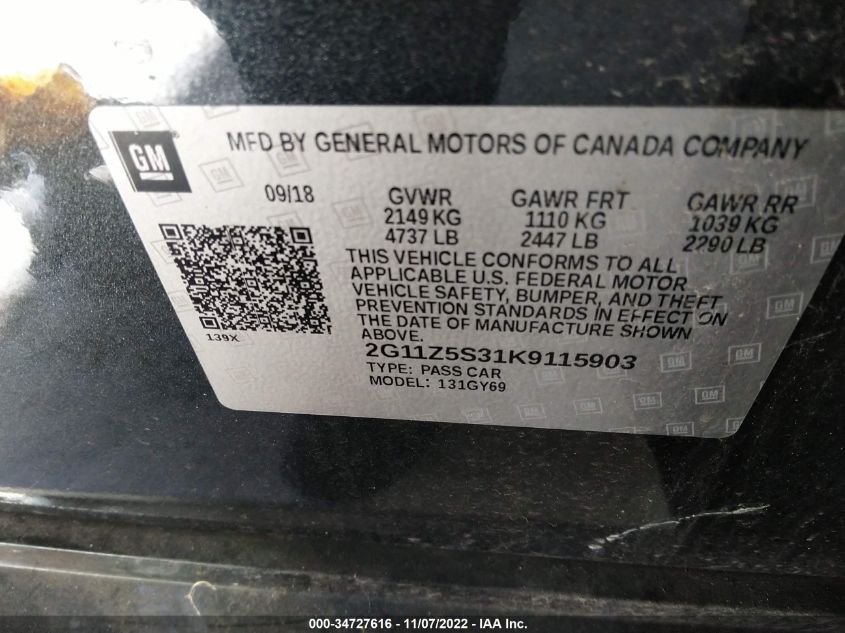 GM
MFD BY GENERAL MOTORS OF CANADA COMPANY
09/18
GVWR
2149 KG
4737 LB
GAWR FRT
1110 KG
2447 LB
GAWR RR
1039 KG
2290 LB
139X
THIS VEHICLE CONFORMS TO ALL
APPLICABLE U.S. FEDERAL MOTOR
VEHICLE SAFETY, BUMPER, AND THEFT
PREVENTION STANDARDS IN EFFECT ON
THE DATE OF MANUFACTURE SHOWN
ABOVE.
2G11Z5S31K9115903
TYPE: PASS CAR
MODEL: 131GY69
000-34727616 - 11/07/2022 - IAA Inc.